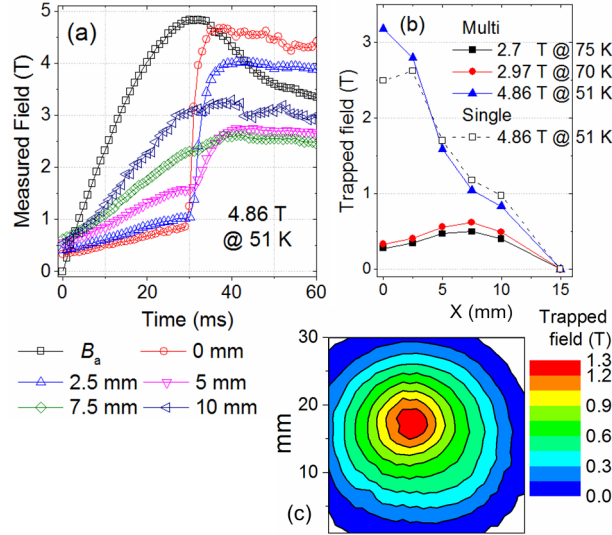 (a)
Measured Field (T)
5
4
3
2
1
0
4.86 T
@ 51 K
0 20 40 60
Time (ms)
Bₐ
0 mm
2.5 mm
5 mm
7.5 mm
10 mm
(b)
Trapped field (T)
3
2
1
0
Multi
2.7 T @ 75 K
2.97 T @ 70 K
4.86 T @ 51 K
Single
4.86 T @ 51 K
0 5 10 15
X (mm)
mm
30
20
10
0
(c)
Trapped
field (T)
1.3
1.2
0.9
0.6
0.3
0.0